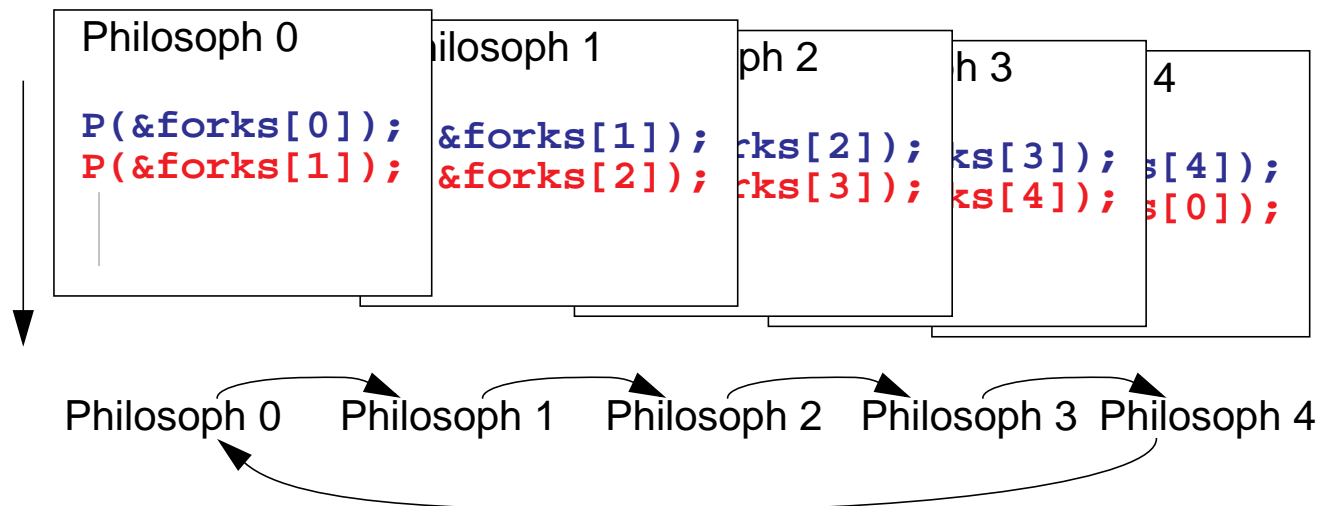 Philosoph 0
P(&forks[0]);
P(&forks[1]);
ilosoph 1
&forks[1]);
&forks[2]);
ph 2
rks[2]);
rks[3]);
h 3
ks[3]);
ks[4]);
4
s[4]);
s[0]);
Philosoph 0 Philosoph 1 Philosoph 2 Philosoph 3 Philosoph 4